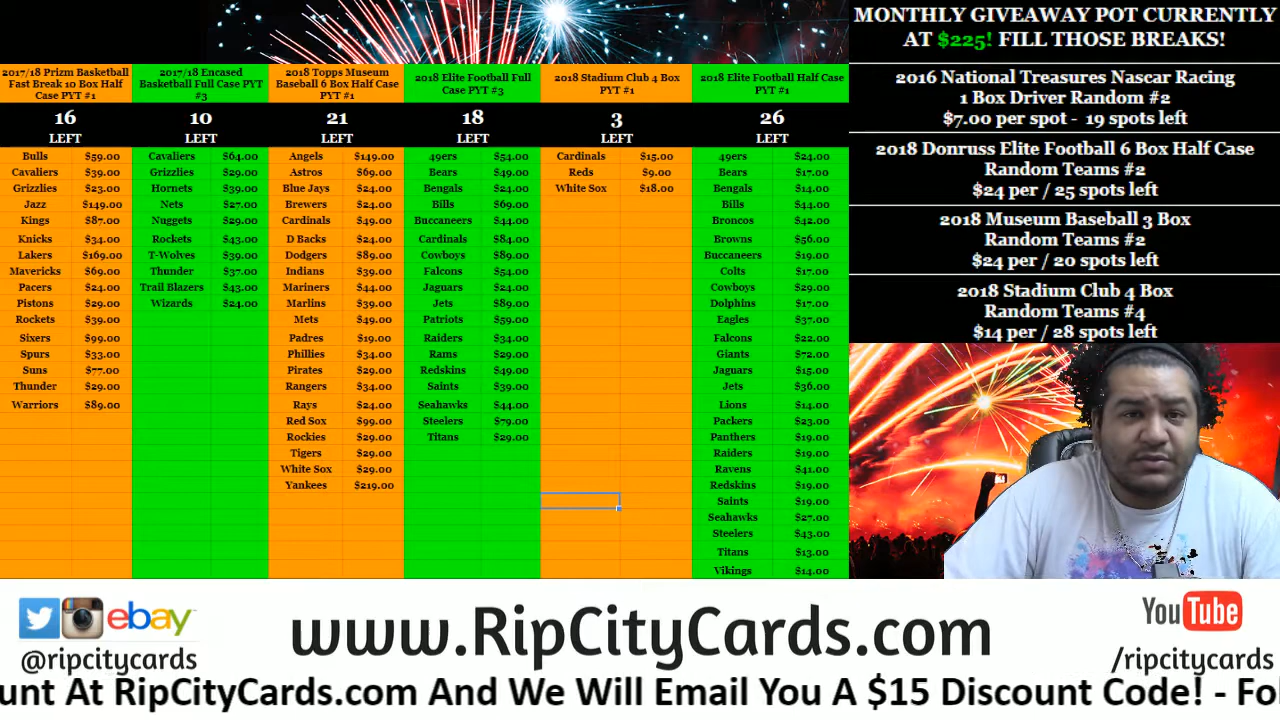 MONTHLY GIVEAWAY POT CURRENTLY
AT $225! FILL THOSE BREAKS!
2017/18 Prizm Basketball
Fast Break 10 Box Half
Case PYT #1
16
LEFT
Bulls $59.00
Cavaliers $39.00
Grizzlies $23.00
Jazz $149.00
Kings $87.00
Knicks $34.00
Lakers $169.00
Mavericks $69.00
Pacers $24.00
Pistons $29.00
Rockets $39.00
Sixers $99.00
Spurs $33.00
Suns $77.00
Thunder $29.00
Warriors $89.00
2017/18 Encased
Basketball Full Case PYT
#3
10
LEFT
Cavaliers $64.00
Grizzlies $29.00
Hornets $39.00
Nets $27.00
Nuggets $29.00
Rockets $43.00
T-Wolves $39.00
Thunder $37.00
Trail Blazers $43.00
Wizards $24.00
2018 Topps Museum
Baseball 6 Box Half Case
PYT #1
21
LEFT
Angels $149.00
Astros $69.00
Blue Jays $24.00
Brewers $24.00
Cardinals $49.00
D Backs $24.00
Dodgers $89.00
Indians $39.00
Mariners $44.00
Marlins $39.00
Mets $49.00
Padres $19.00
Phillies $34.00
Pirates $29.00
Rangers $34.00
Rays $24.00
Red Sox $99.00
Rockies $29.00
Tigers $29.00
White Sox $29.00
Yankees $219.00
2018 Elite Football Full
Case PYT #3
18
LEFT
49ers $54.00
Bears $49.00
Bengals $24.00
Bills $69.00
Buccaneers $44.00
Cardinals $84.00
Cowboys $89.00
Falcons $54.00
Jaguars $24.00
Jets $89.00
Patriots $59.00
Raiders $34.00
Rams $29.00
Redskins $49.00
Saints $39.00
Seahawks $44.00
Steelers $79.00
Titans $29.00
2018 Stadium Club 4 Box
PYT #1
3
LEFT
Cardinals $15.00
Reds $9.00
White Sox $18.00
2018 Elite Football Half Case
PYT #1
26
LEFT
49ers $24.00
Bears $17.00
Bengals $14.00
Bills $44.00
Broncos $42.00
Browns $56.00
Buccaneers $19.00
Colts $17.00
Cowboys $29.00
Dolphins $17.00
Eagles $37.00
Falcons $22.00
Giants $72.00
Jaguars $15.00
Jets $36.00
Lions $14.00
Packers $23.00
Panthers $19.00
Raiders $19.00
Ravens $41.00
Redskins $19.00
Saints $19.00
Seahawks $27.00
Steelers $43.00
Titans $13.00
Vikings $14.00
2016 National Treasures Nascar Racing
1 Box Driver Random #2
$7.00 per spot - 19 spots left
2018 Donruss Elite Football 6 Box Half Case
Random Teams #2
$24 per / 25 spots left
2018 Museum Baseball 3 Box
Random Teams #2
$24 per / 20 spots left
2018 Stadium Club 4 Box
Random Teams #4
$14 per / 28 spots left
ebay
@ripcitycards
www.RipCityCards.com
YouTube
/ripcitycards
unt At RipCityCards.com And We Will Email You A $15 Discount Code! - Fol